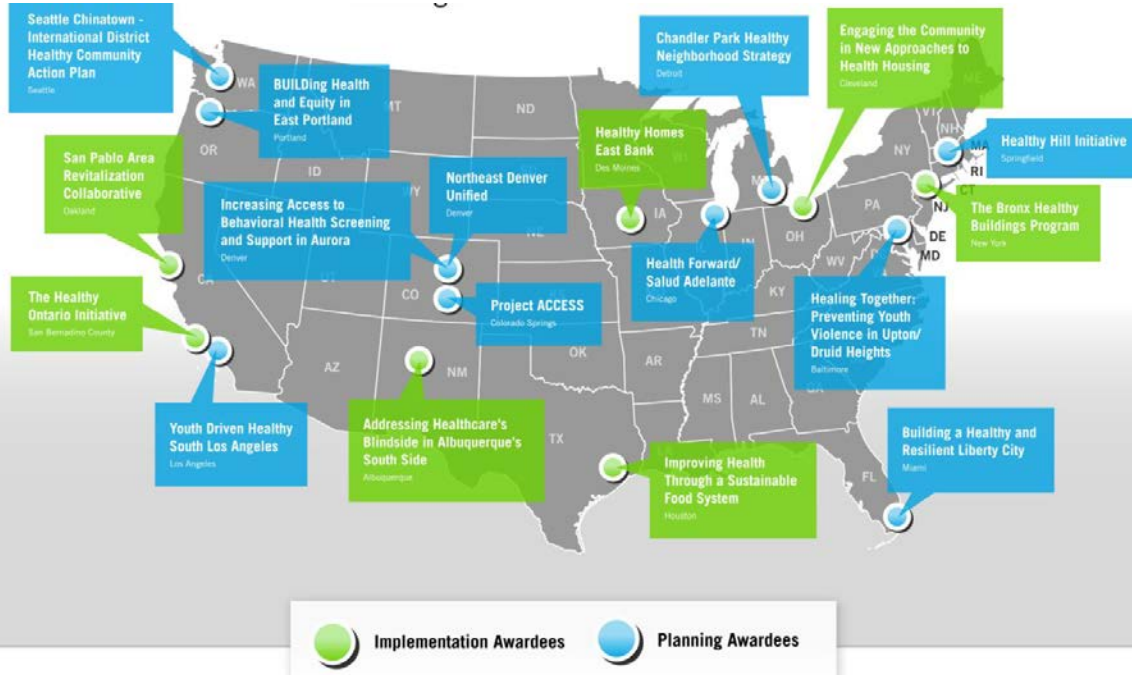 Seattle Chinatown -
International District
Healthy Community
Action Plan
Seattle
BUILDing Health
and Equity in
East Portland
Portland
San Pablo Area
Revitalization
Collaborative
Oakland
Increasing Access to
Behavioral Health Screening
and Support in Aurora
Denver
Northeast Denver
Unified
Denver
Healthy Homes
East Bank
Des Moines
Chandler Park Healthy
Neighborhood Strategy
Detroit
Engaging the Community
in New Approaches to
Health Housing
Cleveland
Healthy Hill Initiative
Springfield
The Bronx Healthy
Buildings Program
New York
The Healthy
Ontario Initiative
San Bernadino County
Project ACCESS
Colorado Springs
Health Forward/
Salud Adelante
Chicago
Healing Together:
Preventing Youth
Violence in Upton/
Druid Heights
Baltimore
Youth Driven Healthy
South Los Angeles
Los Angeles
Addressing Healthcare's
Blindside in Albuquerque's
South Side
Albuquerque
Improving Health
Through a Sustainable
Food System
Houston
Building a Healthy and
Resilient Liberty City
Miami
WA
OR
CA
ID
MT
WY
UT
AZ
CO
NM
ND
NE
OK
TX
IA
WI
AR
MS
AL
TN
KY
IN
OH
WV
PA
NY
VT
NH
ME
MA
RI
CT
NJ
DE
MD
GA
FL
Implementation Awardees
Planning Awardees